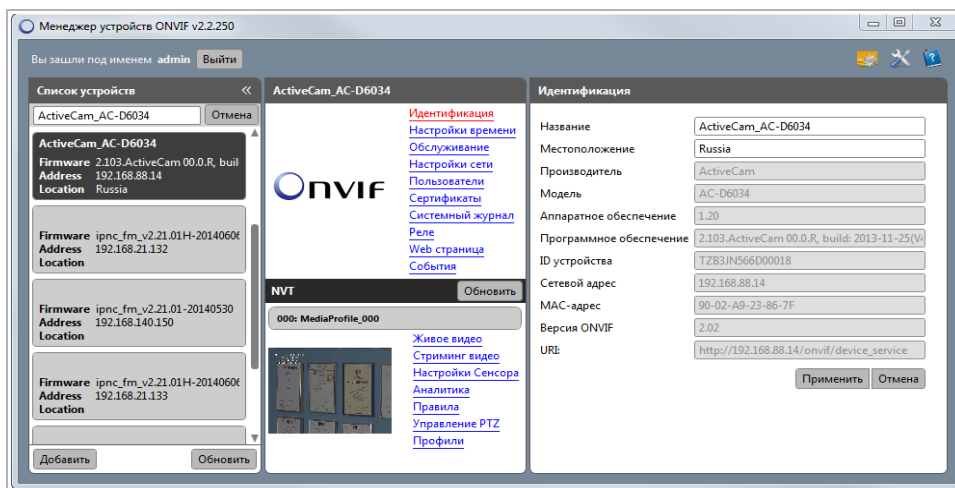 Менеджер устройств ONVIF v2.2.250
Вы зашли под именем admin Выйти
Список устройств «
ActiveCam_AC-D6034 Отмена
ActiveCam_AC-D6034
Firmware 2.103.ActiveCam 00.0.R, buil
Address 192.168.88.14
Location Russia
Firmware ipnc_fm_v2.21.01H-2014060
Address 192.168.21.132
Location
Firmware ipnc_fm_v2.21.01-20140530
Address 192.168.140.150
Location
Firmware ipnc_fm_v2.21.01H-2014060
Address 192.168.21.133
Location
Добавить Обновить
ActiveCam_AC-D6034
ONVIF
Идентификация
Настройки времени
Обслуживание
Настройки сети
Пользователи
Сертификаты
Системный журнал
Реле
Web страница
События
NVT Обновить
000: MediaProfile_000
Живое видео
Стриминг видео
Настройки Сенсора
Аналитика
Правила
Управление PTZ
Профили
Идентификация
Название ActiveCam_AC-D6034
Местоположение Russia
Производитель ActiveCam
Модель AC-D6034
Аппаратное обеспечение 1.20
Программное обеспечение 2.103.ActiveCam 00.0.R, build: 2013-11-25(V
ID устройства TZB3JN566D00018
Сетевой адрес 192.168.88.14
MAC-адрес 90-02-A9-23-86-7F
Версия ONVIF 2.02
URI: http://192.168.88.14/onvif/device_service
Применить Отмена